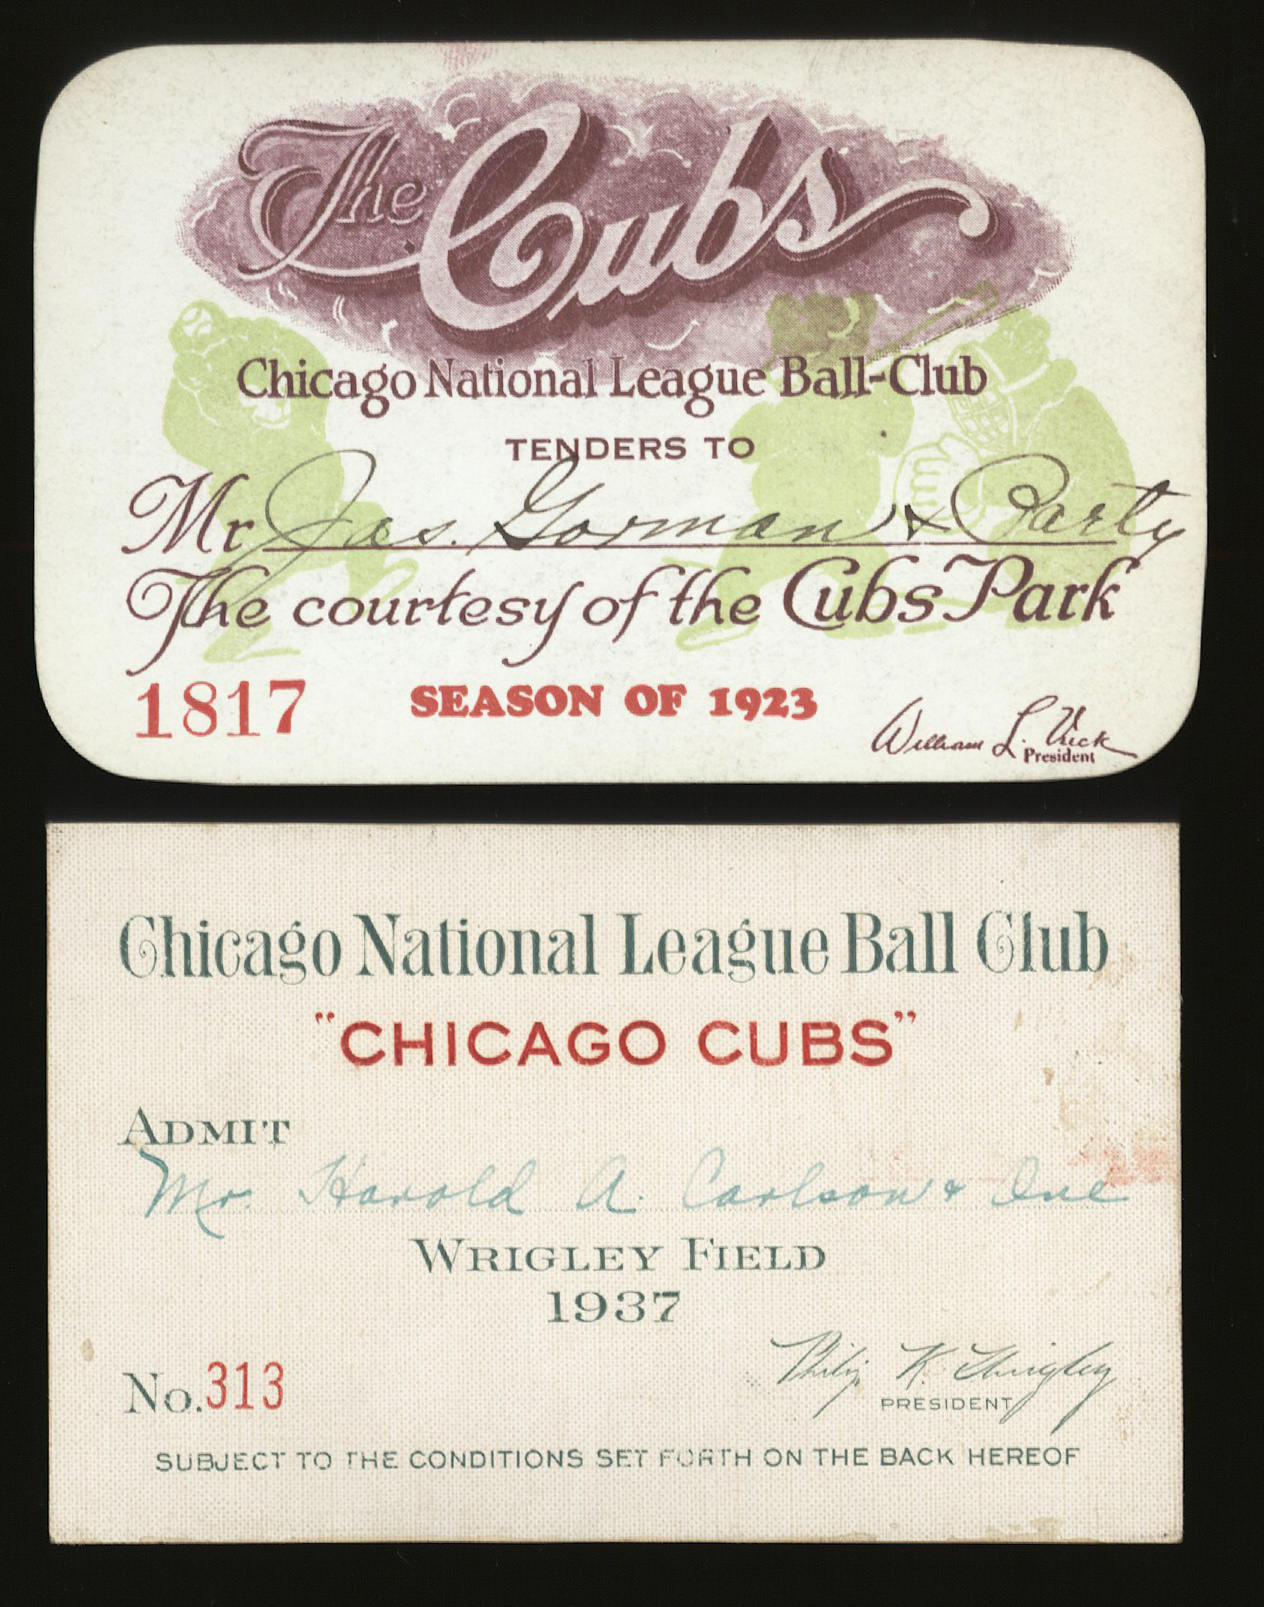 The Cubs
Chicago National League Ball-Club
TENDERS TO
Mr Jas. Gorman & Party
The courtesy of the Cubs Park
1817 SEASON OF 1923
William L. Veeck
President
Chicago National League Ball Club
"CHICAGO CUBS"
ADMIT
Mr. Harold A. Carlson & One
WRIGLEY FIELD
1937
No. 313
Philip K. Wrigley
PRESIDENT
SUBJECT TO THE CONDITIONS SET FORTH ON THE BACK HEREOF